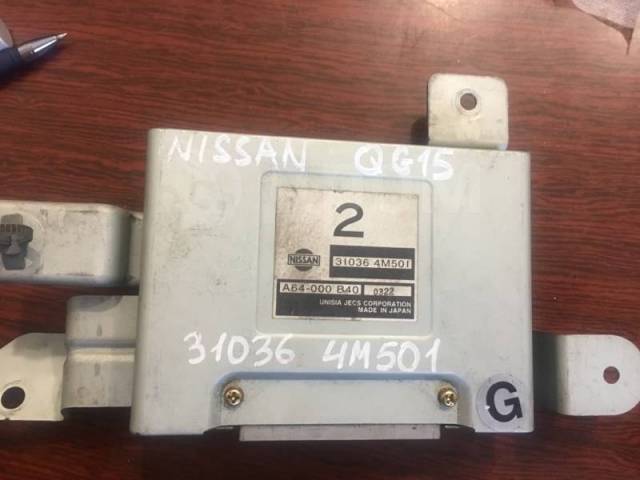 NISSAN QG15
2
NISSAN 31036 4M501
A64-000 B40 0322
UNISIA JECS CORPORATION
MADE IN JAPAN
31036 4M501
G